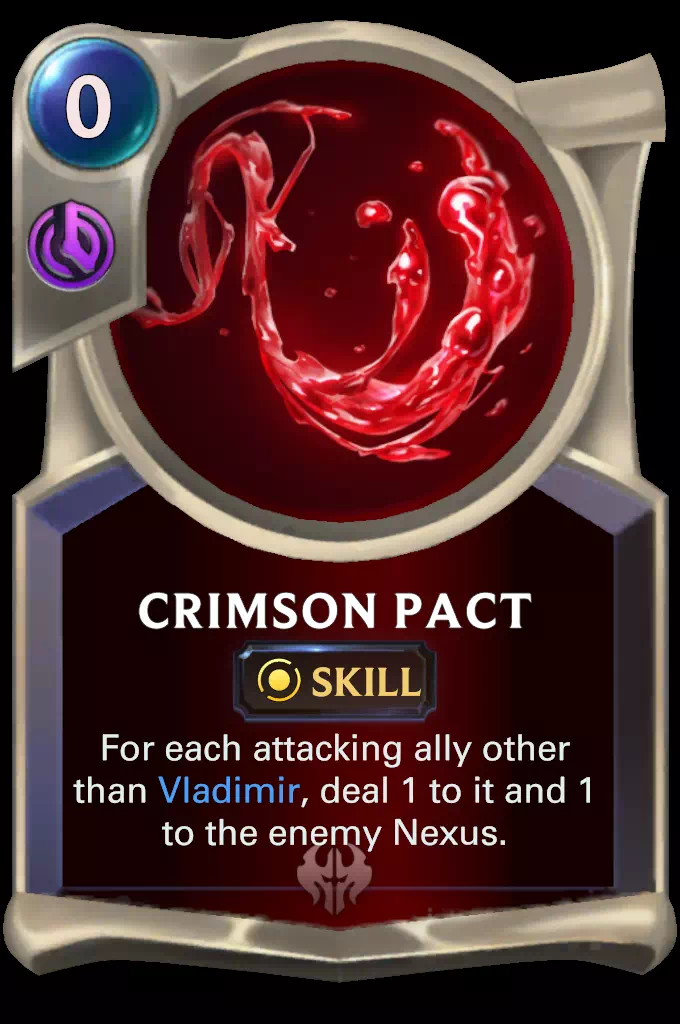 0
CRIMSON PACT
SKILL
For each attacking ally other
than Vladimir, deal 1 to it and 1
to the enemy Nexus.